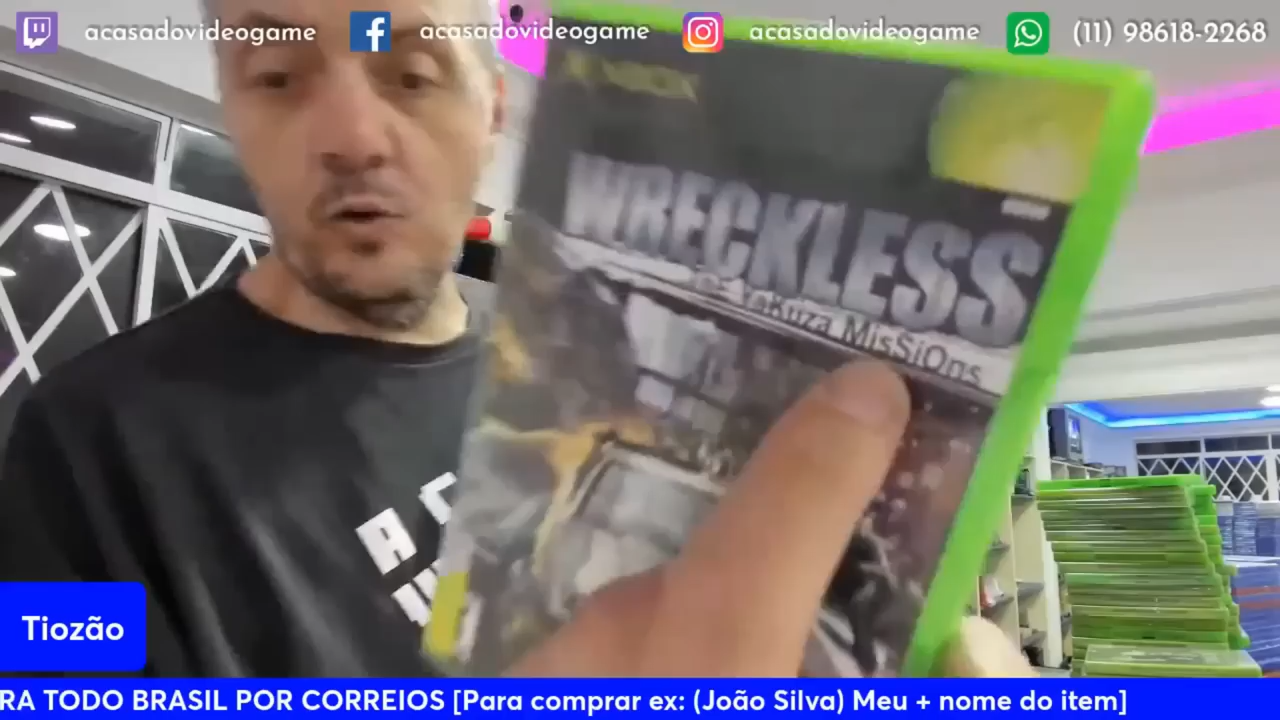 acasadovideogame acasadovideogame acasadovideogame (11) 98618-2268
XBOX
WRECKLESS
Yakuza MisSiOns
A C
Tiozão
RA TODO BRASIL POR CORREIOS [Para comprar ex: (João Silva) Meu + nome do item]